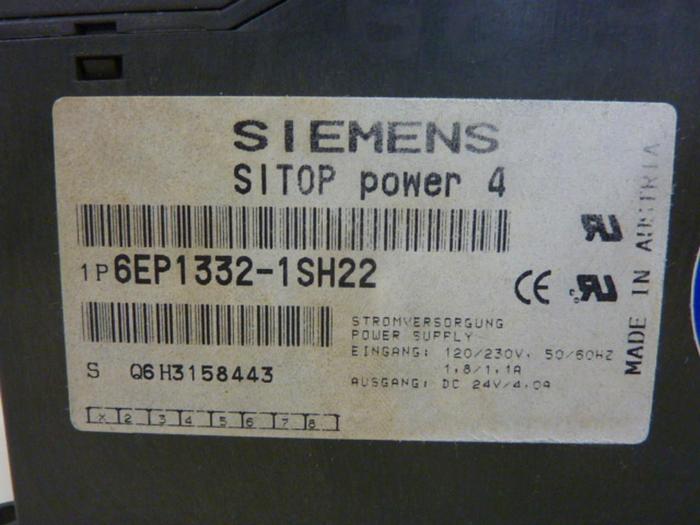 SIEMENS
SITOP power 4
1P 6EP1332-1SH22
S Q6H3158443
STROMVERSORGUNG
POWER SUPPLY
EINGANG: 120/230V, 50/60HZ
1,8/1,1A
AUSGANG: DC 24V/4.0A
X 2 3 4 5 6 7 8
CE
MADE IN AUSTRIA